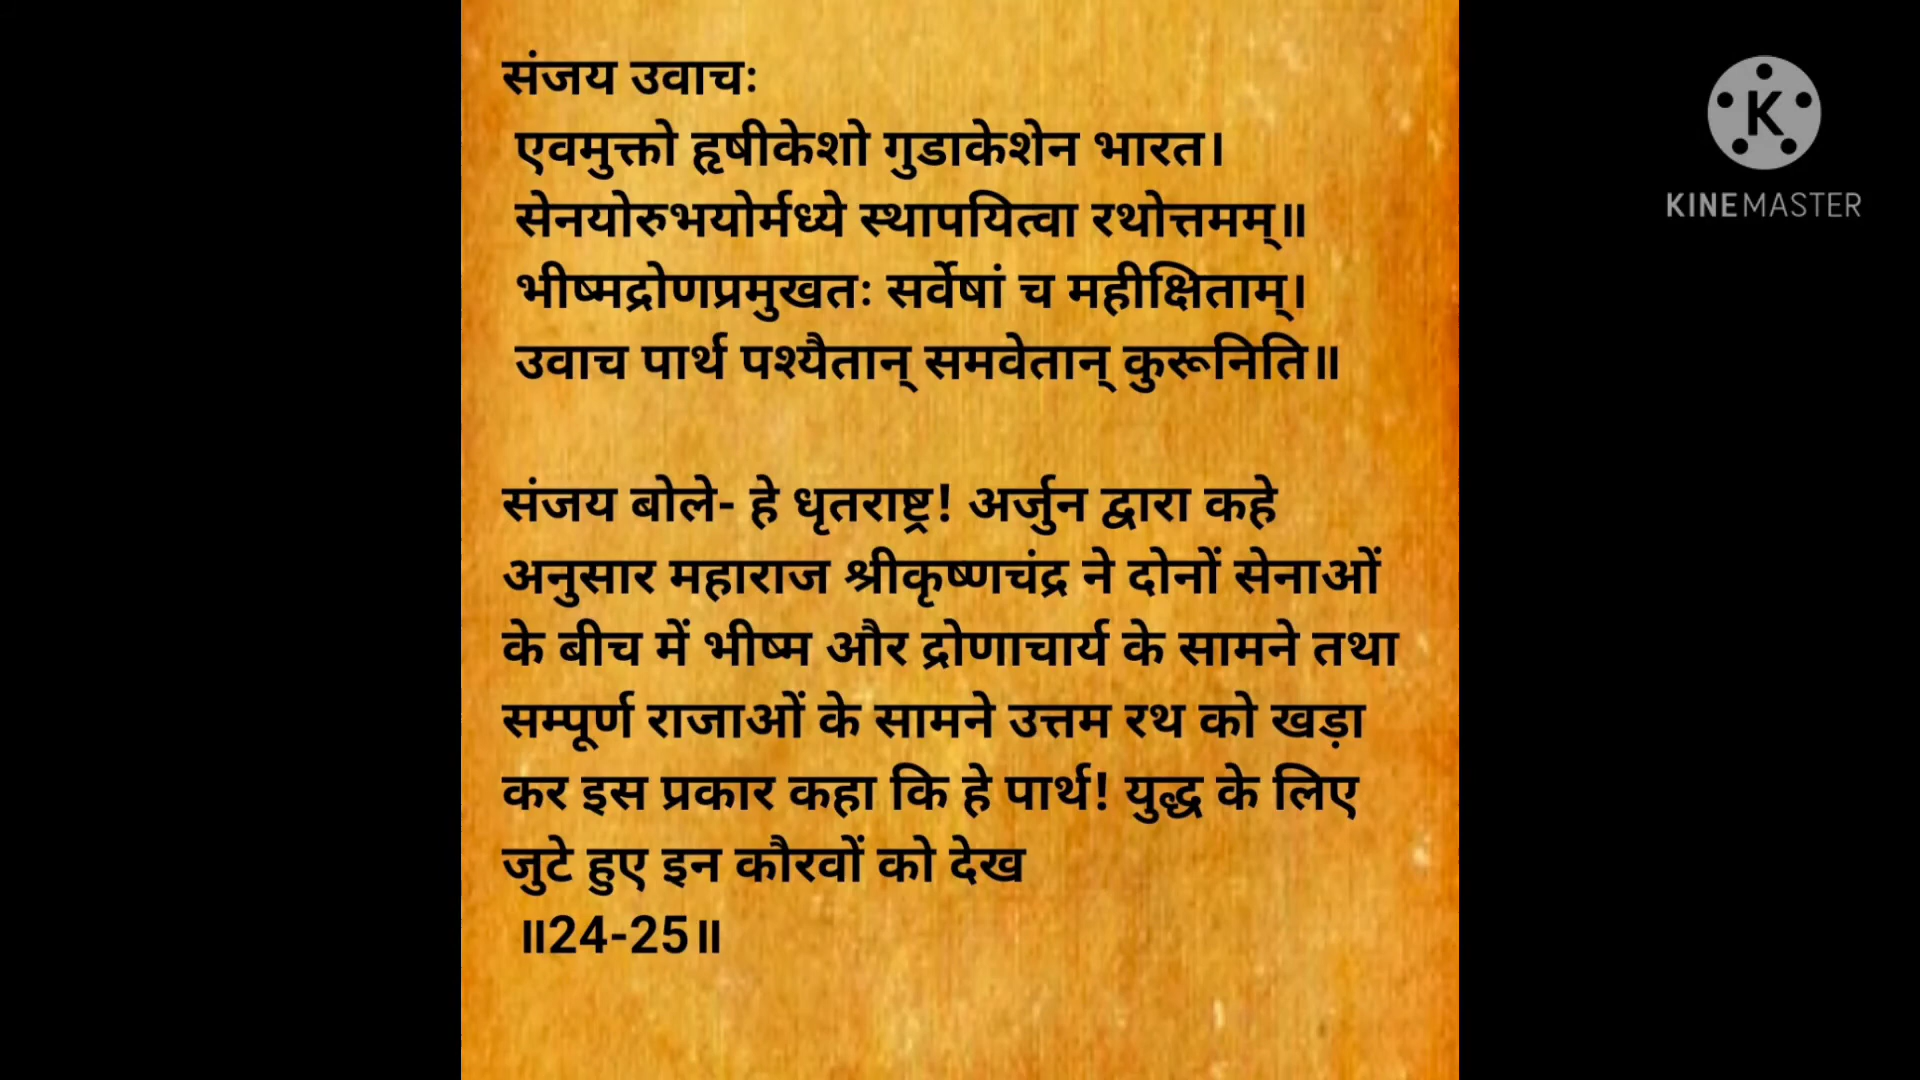 संजय उवाचः
एवमुक्तो हृषीकेशो गुडाकेशेन भारत।
सेनयोरुभयोर्मध्ये स्थापयित्वा रथोत्तमम्॥
भीष्मद्रोणप्रमुखतः सर्वेषां च महीक्षिताम्।
उवाच पार्थ पश्यैतान् समवेतान् कुरूनिति॥
संजय बोले- हे धृतराष्ट्र! अर्जुन द्वारा कहे
अनुसार महाराज श्रीकृष्णचंद्र ने दोनों सेनाओं
के बीच में भीष्म और द्रोणाचार्य के सामने तथा
सम्पूर्ण राजाओं के सामने उत्तम रथ को खड़ा
कर इस प्रकार कहा कि हे पार्थ! युद्ध के लिए
जुटे हुए इन कौरवों को देख
॥24-25॥
K
KINEMASTER